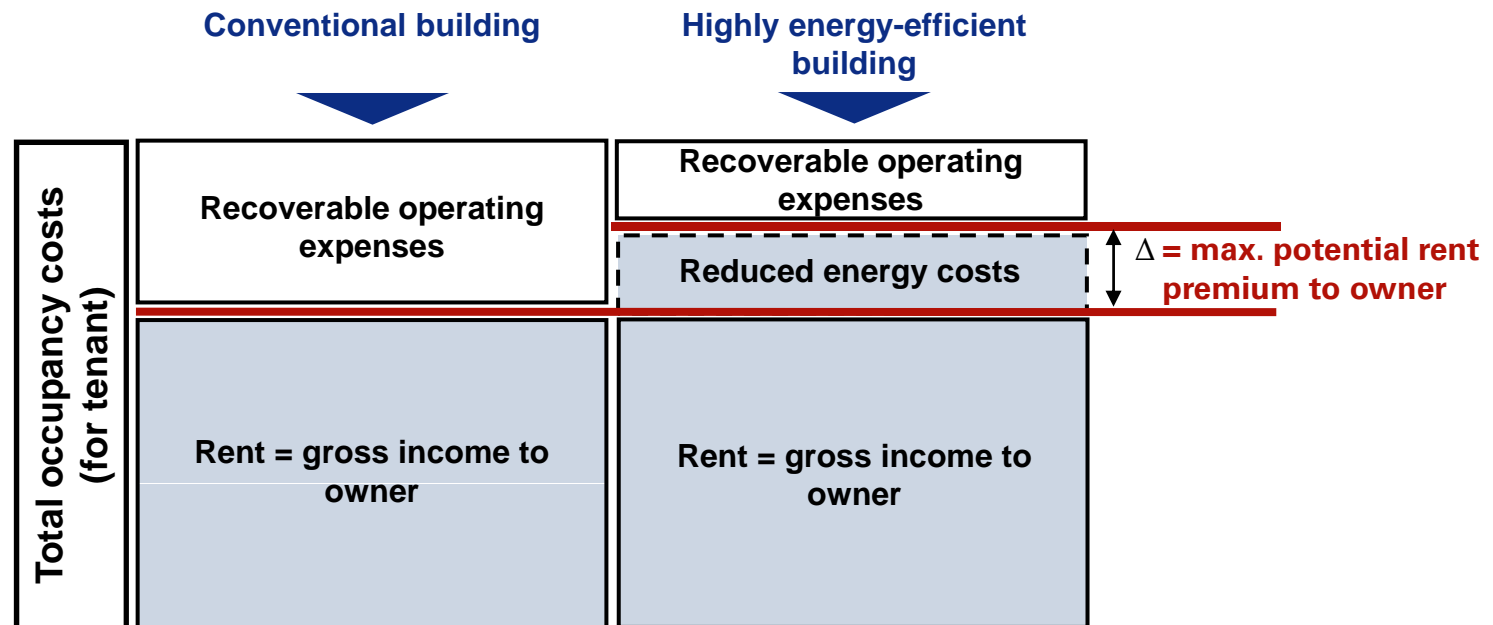 Conventional building
Highly energy-efficient
building
Total occupancy costs
(for tenant)
Recoverable operating
expenses
Recoverable operating
expenses
Reduced energy costs
Δ = max. potential rent
premium to owner
Rent = gross income to
owner
Rent = gross income to
owner